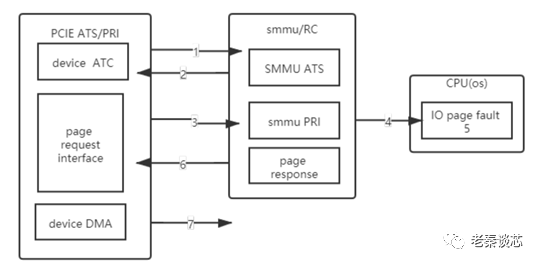 PCIE ATS/PRI
device ATC
page
request
interface
device DMA
1
2
3
6
7
smmu/RC
SMMU ATS
smmu PRI
page
response
4
CPU(os)
IO page fault
5
老秦谈芯